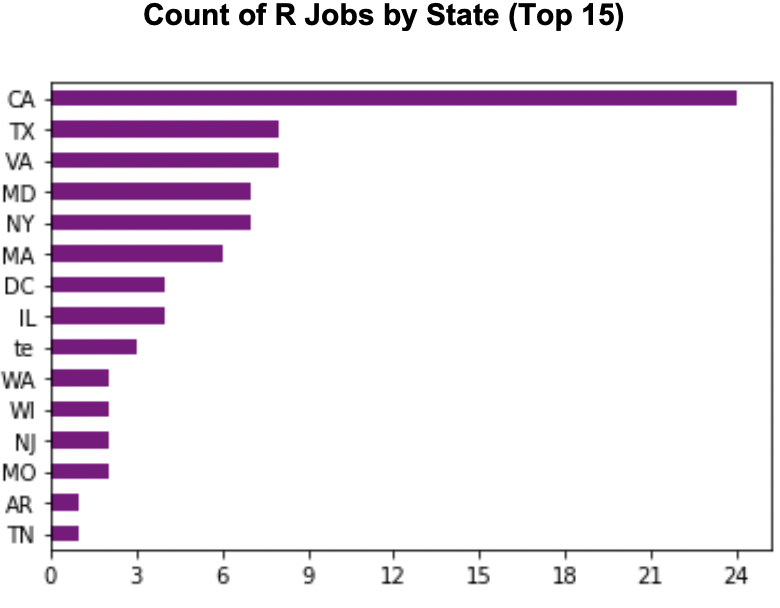 Count of R Jobs by State (Top 15)
CA
TX
VA
MD
NY
MA
DC
IL
te
WA
WI
NJ
MO
AR
TN
0 3 6 9 12 15 18 21 24